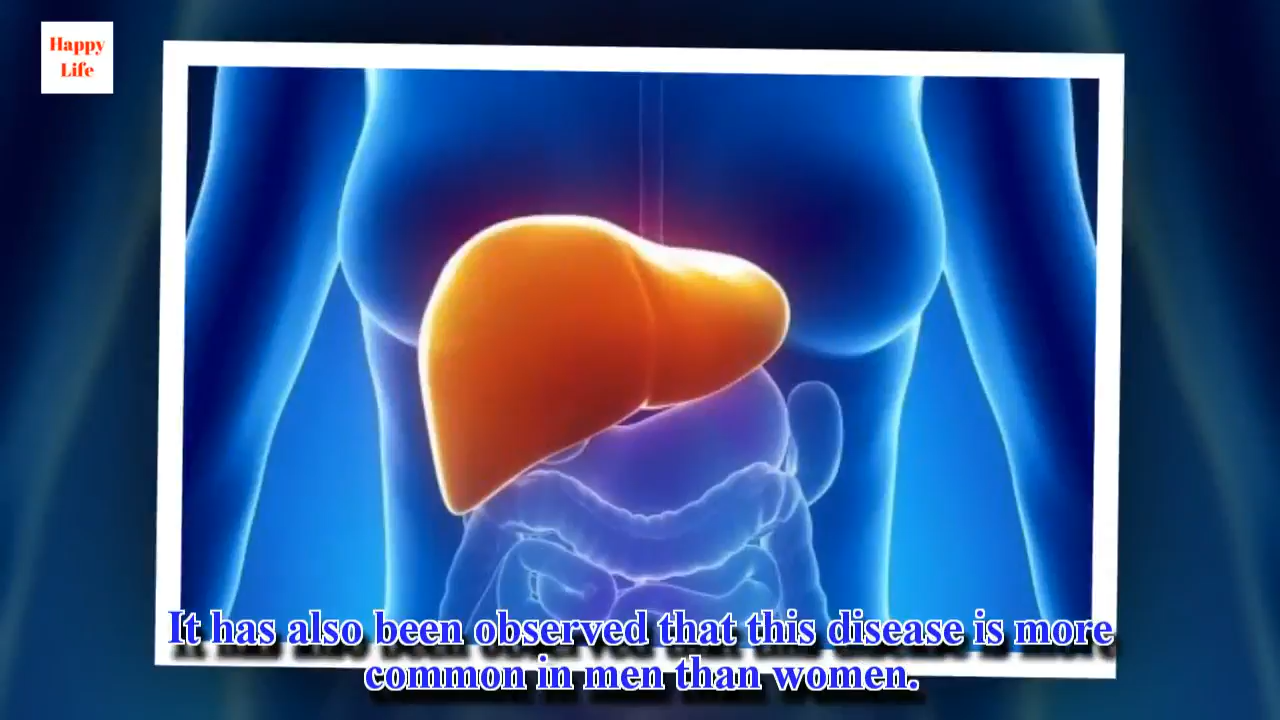 Happy
Life
It has also been observed that this disease is more
common in men than women.